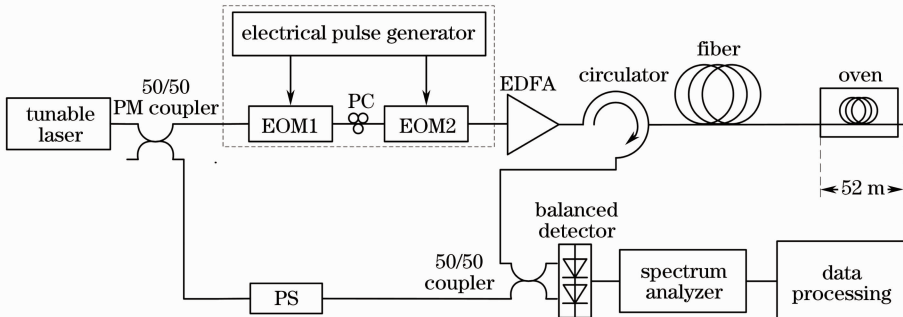 electrical pulse generator
fiber
EDFA
circulator
oven
50/50
PM coupler
PC
tunable
laser
EOM1
EOM2
52 m
balanced
detector
50/50
coupler
PS
spectrum
analyzer
data
processing